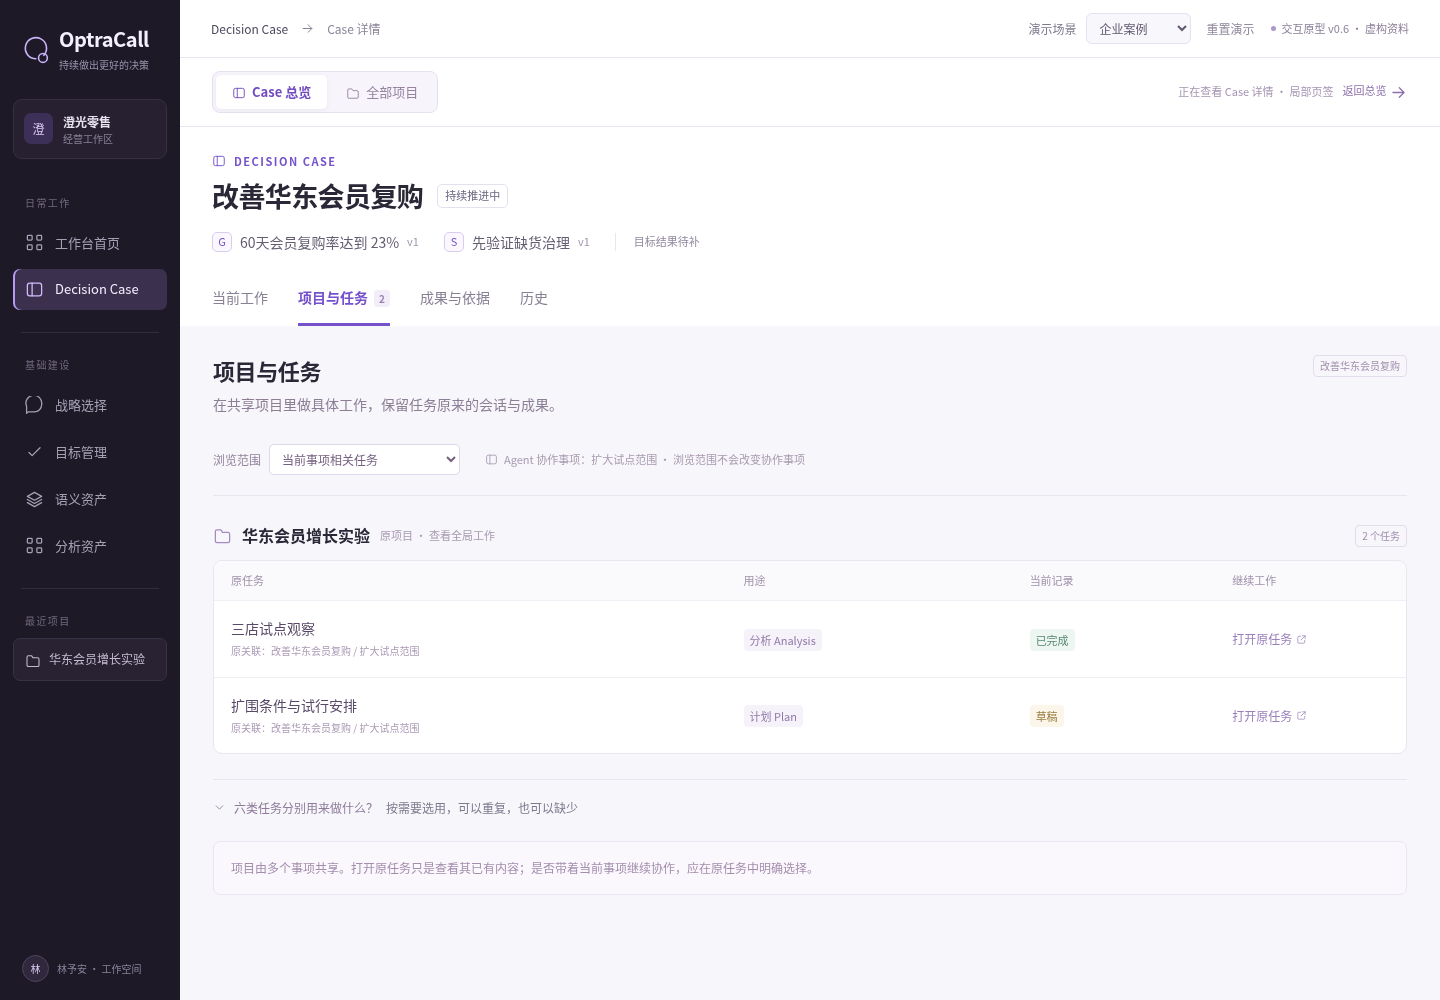 OptraCall
持续做出更好的决策
澄
澄光零售
经营工作区
日常工作
工作台首页
Decision Case
基础建设
战略选择
目标管理
语义资产
分析资产
最近项目
华东会员增长实验
林
林予安 · 工作空间
Decision Case → Case 详情
演示场景 企业案例 重置演示 交互原型 v0.6 · 虚构资料
Case 总览 全部项目
正在查看 Case 详情 · 局部页签 返回总览 →
DECISION CASE
改善华东会员复购 持续推进中
G 60天会员复购率达到 23% v1 S 先验证缺货治理 v1 目标结果待补
当前工作 项目与任务 2 成果与依据 历史
项目与任务 改善华东会员复购
在共享项目里做具体工作，保留任务原来的会话与成果。
浏览范围 当前事项相关任务 Agent 协作事项：扩大试点范围 · 浏览范围不会改变协作事项
华东会员增长实验 原项目 · 查看全局工作 2 个任务
原任务 用途 当前记录 继续工作
三店试点观察
原关联：改善华东会员复购 / 扩大试点范围
分析 Analysis 已完成 打开原任务
扩围条件与试行安排
原关联：改善华东会员复购 / 扩大试点范围
计划 Plan 草稿 打开原任务
六类任务分别用来做什么？ 按需要选用，可以重复，也可以缺少
项目由多个事项共享。打开原任务只是查看其已有内容；是否带着当前事项继续协作，应在原任务中明确选择。